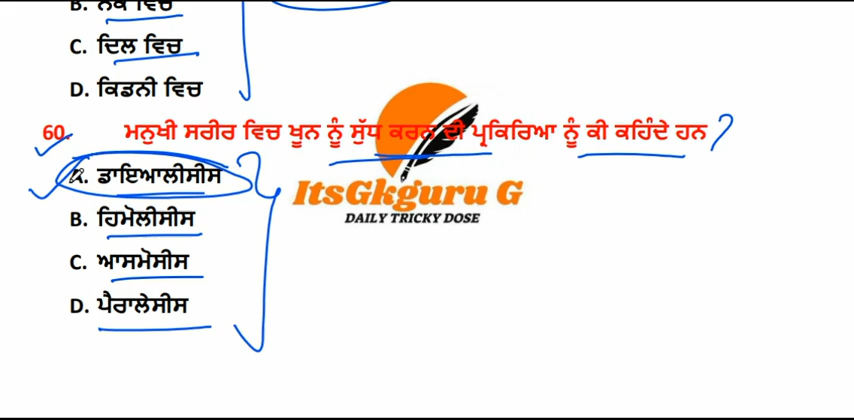 B. ਨੱਕ ਵਿਚ
C. ਦਿਲ ਵਿਚ
D. ਕਿਡਨੀ ਵਿਚ
60. ਮਨੁਖੀ ਸਰੀਰ ਵਿਚ ਖੂਨ ਨੂੰ ਸੁੱਧ ਕਰਨ ਦੀ ਪ੍ਰਕਿਰਿਆ ਨੂੰ ਕੀ ਕਹਿੰਦੇ ਹਨ ?
A. ਡਾਇਆਲੀਸੀਸ
B. ਹਿਮੋਲੀਸੀਸ
C. ਆਸਮੋਸੀਸ
D. ਪੈਰਾਲੇਸੀਸ
ItsGkguru G
DAILY TRICKY DOSE